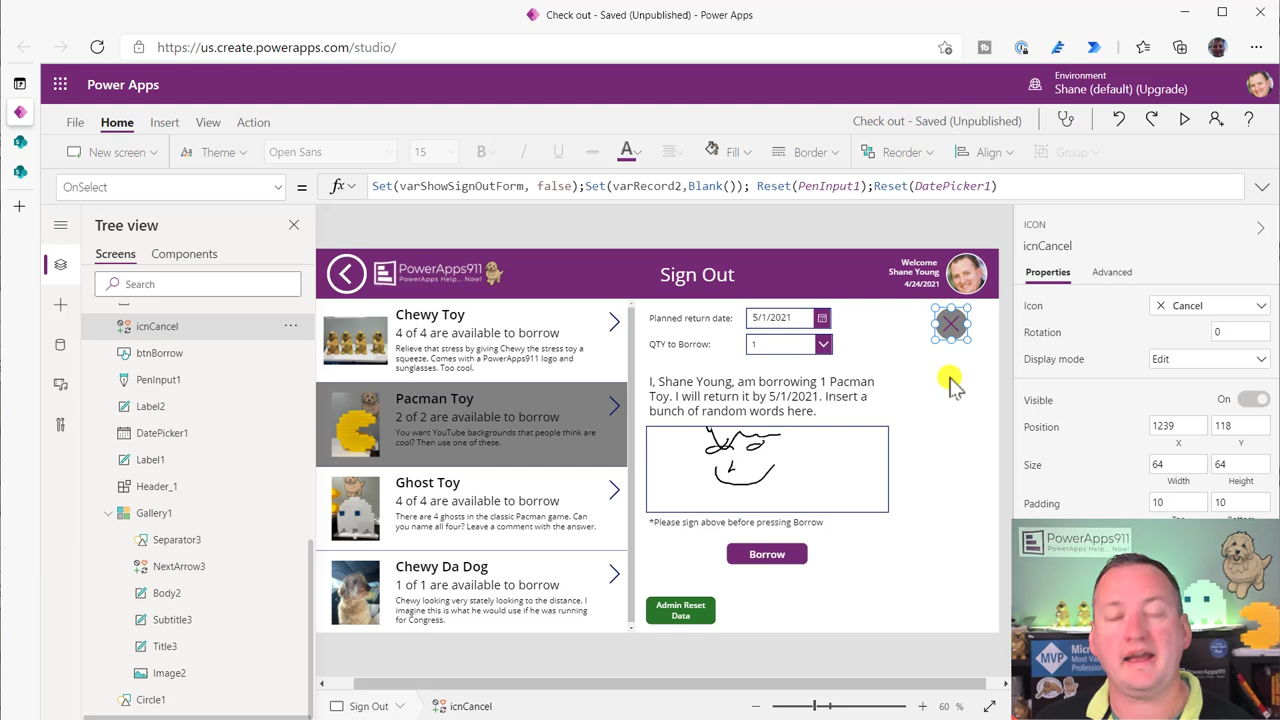 Check out - Saved (Unpublished) - Power Apps
https://us.create.powerapps.com/studio/
Power Apps
Environment
Shane (default) (Upgrade)
File Home Insert View Action
Check out - Saved (Unpublished)
New screen Theme Open Sans 15 B / U abc A Fill Border Reorder Align Group
OnSelect = fx Set(varShowSignOutForm, false);Set(varRecord2,Blank()); Reset(PenInput1);Reset(DatePicker1)
Tree view
Screens Components
Search
icnCancel
btnBorrow
PenInput1
Label2
DatePicker1
Label1
Header_1
Gallery1
Separator3
NextArrow3
Body2
Subtitle3
Title3
Image2
Circle1
PowerApps911
PowerApps Help... Now!
Sign Out
Welcome
Shane Young
4/24/2021
Chewy Toy
4 of 4 are available to borrow
Relieve that stress by giving Chewy the stress toy a
squeeze. Comes with a PowerApps911 logo and
sunglasses. Too cool.
Pacman Toy
2 of 2 are available to borrow
You want YouTube backgrounds that people think are
cool? Then use one of these.
Ghost Toy
4 of 4 are available to borrow
There are 4 ghosts in the classic Pacman game. Can
you name all four? Leave a comment with the answer.
Chewy Da Dog
1 of 1 are available to borrow
Chewy looking very stately looking to the distance. I
imagine this is what he would use if he was running
for Congress.
Planned return date: 5/1/2021
QTY to Borrow: 1
I, Shane Young, am borrowing 1 Pacman
Toy. I will return it by 5/1/2021. Insert a
bunch of random words here.
*Please sign above before pressing Borrow
Borrow
Admin Reset
Data
ICON
icnCancel
Properties Advanced
Icon Cancel
Rotation 0
Display mode Edit
Visible On
Position 1239 118
X Y
Size 64 64
Width Height
Padding 10 10
PowerApps911
PowerApps Help... Now!
MVP
Sign Out icnCancel
60 %